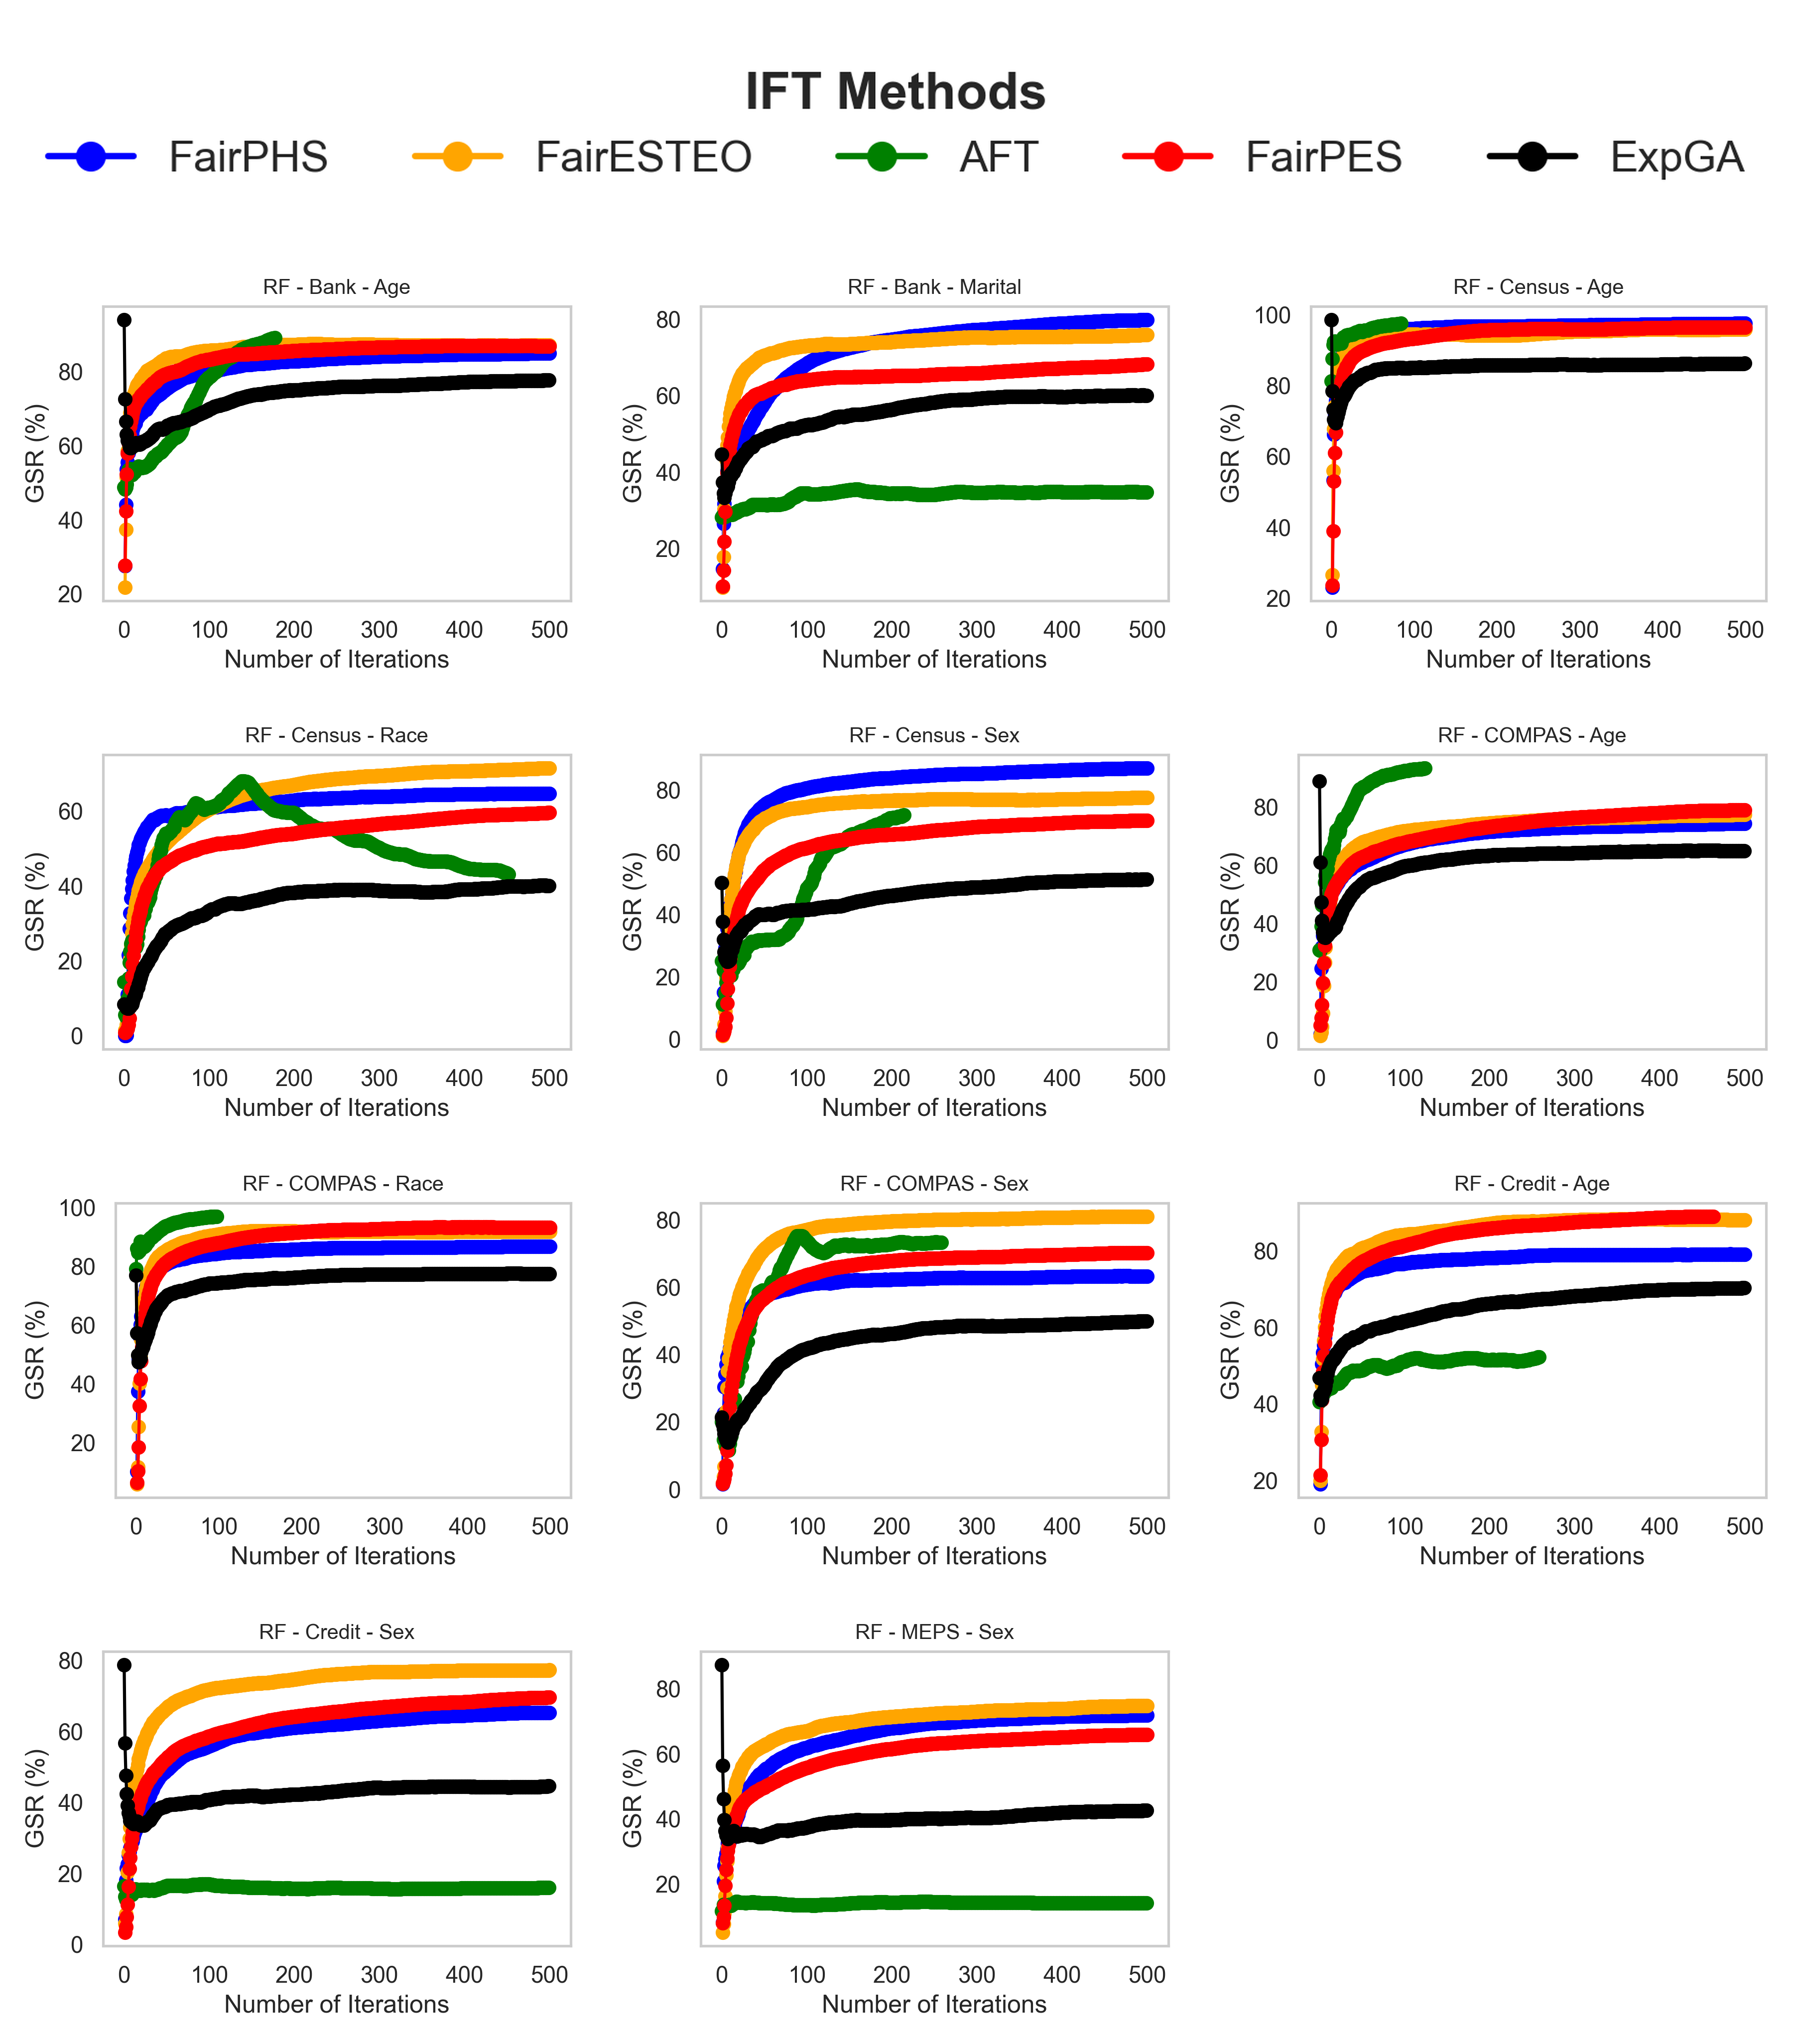 IFT Methods
FairPHS FairESTEO AFT FairPES ExpGA
RF - Bank - Age RF - Bank - Marital RF - Census - Age
GSR (%)
80
60
40
20
0 100 200 300 400 500
Number of Iterations
GSR (%)
80
60
40
20
0 100 200 300 400 500
Number of Iterations
GSR (%)
100
80
60
40
20
0 100 200 300 400 500
Number of Iterations
RF - Census - Race RF - Census - Sex RF - COMPAS - Age
GSR (%)
60
40
20
0
0 100 200 300 400 500
Number of Iterations
GSR (%)
80
60
40
20
0
0 100 200 300 400 500
Number of Iterations
GSR (%)
80
60
40
20
0
0 100 200 300 400 500
Number of Iterations
RF - COMPAS - Race RF - COMPAS - Sex RF - Credit - Age
GSR (%)
100
80
60
40
20
0 100 200 300 400 500
Number of Iterations
GSR (%)
80
60
40
20
0
0 100 200 300 400 500
Number of Iterations
GSR (%)
80
60
40
20
0 100 200 300 400 500
Number of Iterations
RF - Credit - Sex RF - MEPS - Sex
GSR (%)
80
60
40
20
0
0 100 200 300 400 500
Number of Iterations
GSR (%)
80
60
40
20
0 100 200 300 400 500
Number of Iterations